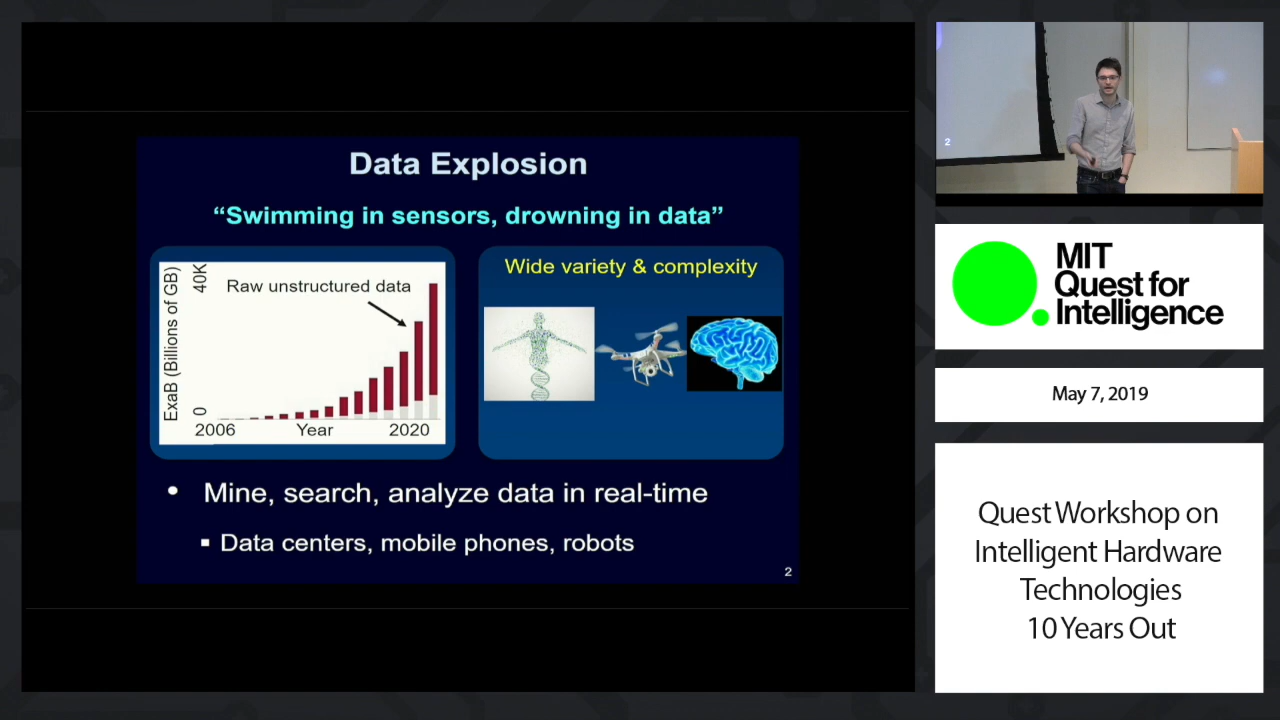 Data Explosion
“Swimming in sensors, drowning in data”
ExaB (Billions of GB)
40K
0
Raw unstructured data
2006
Year
2020
Wide variety & complexity
• Mine, search, analyze data in real-time
▪ Data centers, mobile phones, robots
2
2
MIT
Quest for
Intelligence
May 7, 2019
Quest Workshop on
Intelligent Hardware
Technologies
10 Years Out